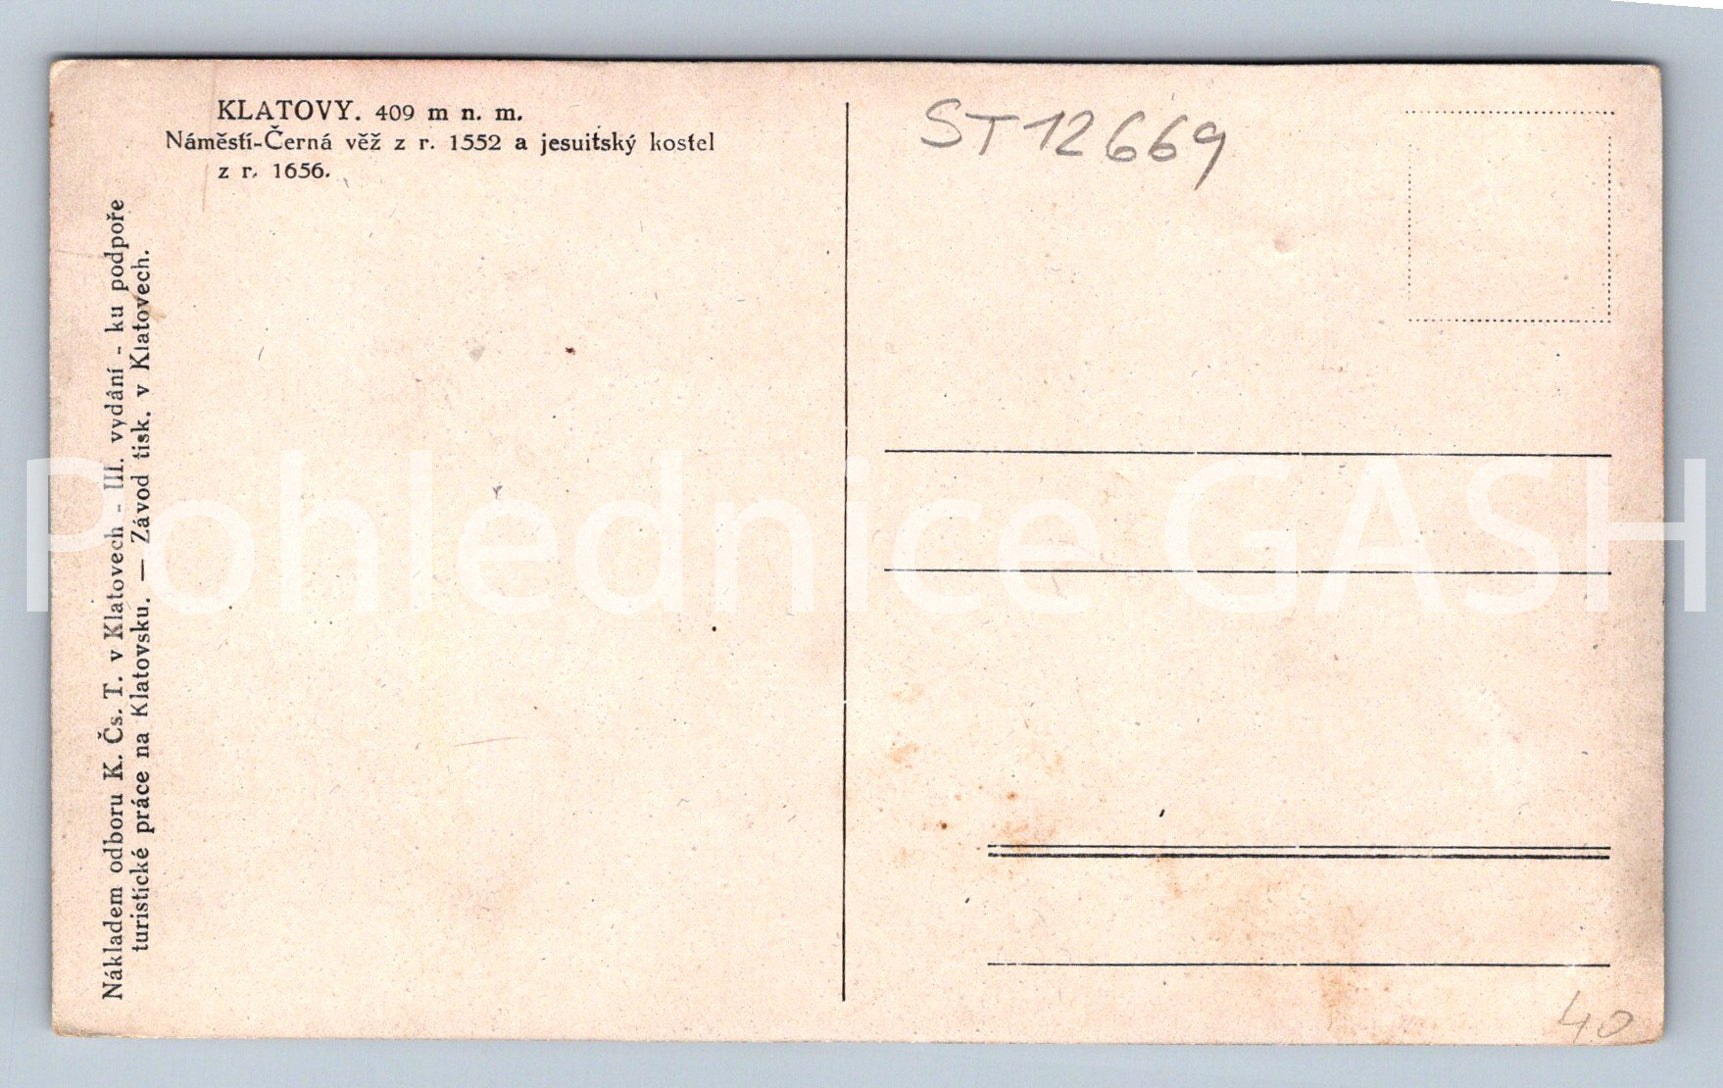 KLATOVY. 409 m n. m.
Náměstí-Černá věž z r. 1552 a jesuitský kostel
z r. 1656.
Nákladem odboru K. Čs. T. v Klatovech - III. vydání - ku podpoře
turistické práce na Klatovsku. — Závod tisk. v Klatovech.
ST12669
Pohlednice GASH
40